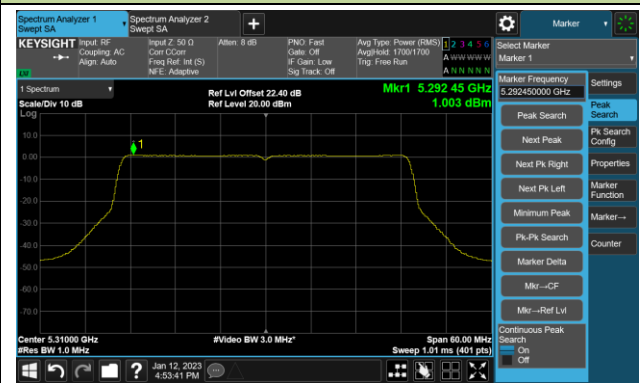 Spectrum Analyzer 1
Swept SA
Spectrum Analyzer 2
Swept SA
Marker
KEYSIGHT
Input: RF
Coupling: AC
Align: Auto
Input Z: 50 Ω
Corr CCorr
Freq Ref: Int (S)
NFE: Adaptive
Atten: 8 dB
PNO: Fast
Gate: Off
IF Gain: Low
Sig Track: Off
Avg Type: Power (RMS)
Avg|Hold: 1700/1700
Trig: Free Run
1 2 3 4 5 6
A W W W W W
A N N N N N
Select Marker
Marker 1
1 Spectrum
Scale/Div 10 dB
Log
Ref Lvl Offset 22.40 dB
Ref Level 20.00 dBm
Mkr1 5.292 45 GHz
1.003 dBm
10.0
0.00
-10.0
-20.0
-30.0
-40.0
-50.0
-60.0
-70.0
1
Center 5.31000 GHz
#Res BW 1.0 MHz
#Video BW 3.0 MHz*
Span 60.00 MHz
Sweep 1.01 ms (401 pts)
Marker Frequency
5.292450000 GHz
Peak Search
Next Peak
Next Pk Right
Next Pk Left
Minimum Peak
Pk-Pk Search
Marker Delta
Mkr→CF
Mkr→Ref Lvl
Continuous Peak
Search
On
Off
Settings
Peak
Search
Pk Search
Config
Properties
Marker
Function
Marker→
Counter
?
Jan 12, 2023
4:53:41 PM